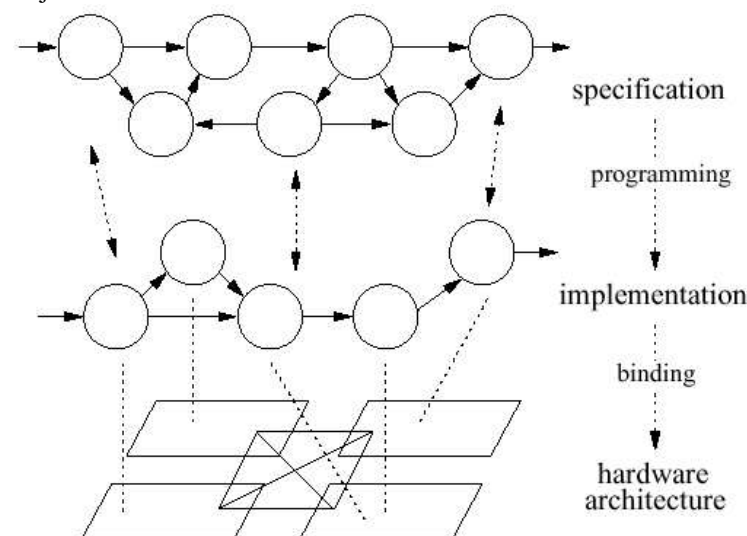 specification
programming
implementation
binding
hardware
architecture